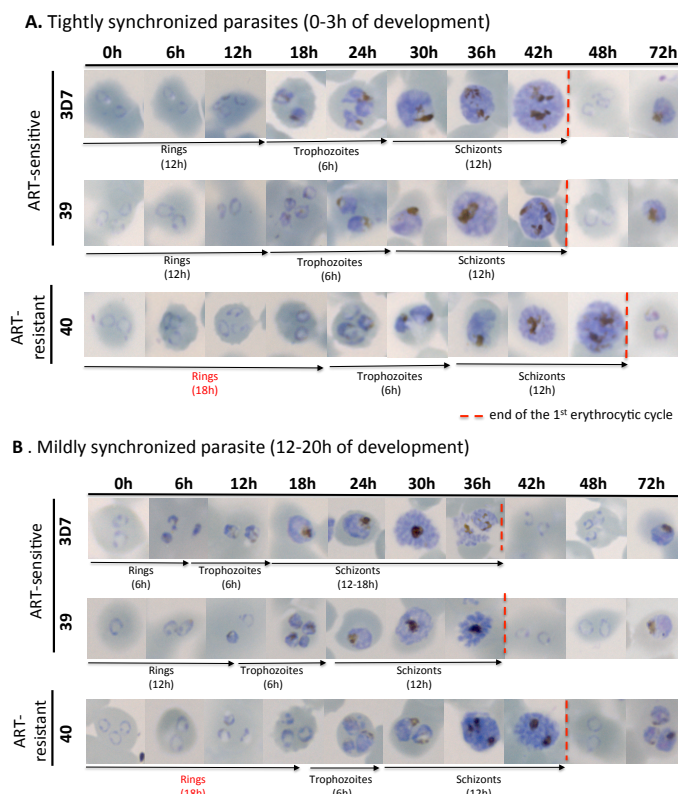 A. Tightly synchronized parasites (0-3h of development)
0h 6h 12h 18h 24h 30h 36h 42h 48h 72h
ART-sensitive
3D7
Rings
(12h)
Trophozoites
(6h)
Schizonts
(12h)
39
Rings
(12h)
Trophozoites
(6h)
Schizonts
(12h)
ART-
resistant
40
Rings
(18h)
Trophozoites
(6h)
Schizonts
(12h)
end of the 1st erythrocytic cycle
B . Mildly synchronized parasite (12-20h of development)
0h 6h 12h 18h 24h 30h 36h 42h 48h 72h
ART-sensitive
3D7
Rings
(6h)
Trophozoites
(6h)
Schizonts
(12-18h)
39
Rings
(12h)
Trophozoites
(6h)
Schizonts
(12h)
ART-
resistant
40
Rings
(18h)
Trophozoites
(6h)
Schizonts
(12h)